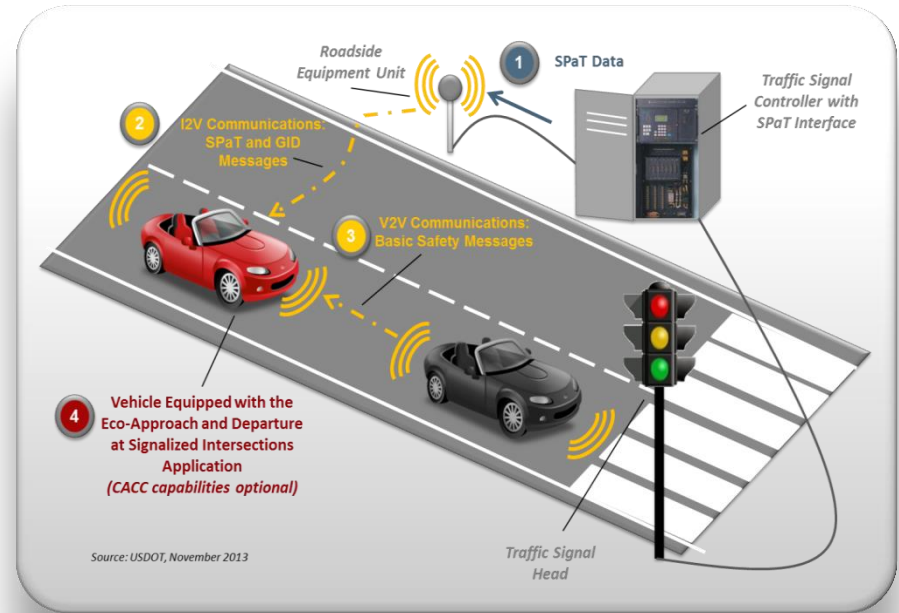 Roadside
Equipment Unit
1
SPaT Data
Traffic Signal
Controller with
SPaT Interface
2
I2V Communications:
SPaT and GID
Messages
3
V2V Communications:
Basic Safety Messages
4
Vehicle Equipped with the
Eco-Approach and Departure
at Signalized Intersections
Application
(CACC capabilities optional)
Source: USDOT, November 2013
Traffic Signal
Head